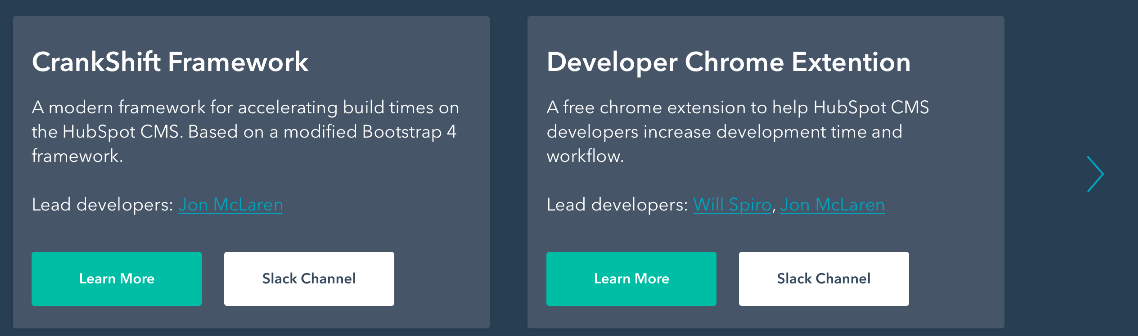 CrankShift Framework
A modern framework for accelerating build times on
the HubSpot CMS. Based on a modified Bootstrap 4
framework.
Lead developers: Jon McLaren
Learn More
Slack Channel
Developer Chrome Extention
A free chrome extension to help HubSpot CMS
developers increase development time and
workflow.
Lead developers: Will Spiro, Jon McLaren
Learn More
Slack Channel